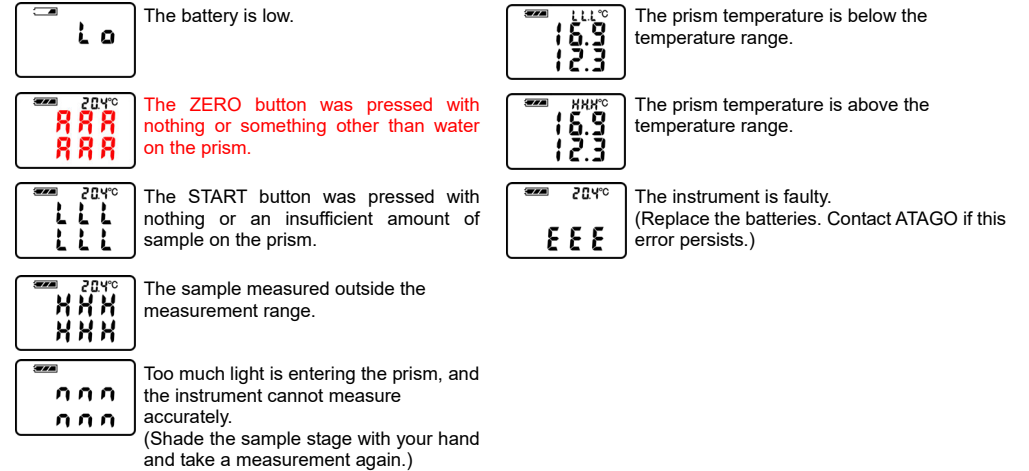 Lo
The battery is low.
20.4°C
AAA
AAA
The ZERO button was pressed with
nothing or something other than water
on the prism.
20.4°C
LLL
LLL
The START button was pressed with
nothing or an insufficient amount of
sample on the prism.
20.4°C
HHH
HHH
The sample measured outside the
measurement range.
nnn
nnn
Too much light is entering the prism, and
the instrument cannot measure
accurately.
(Shade the sample stage with your hand
and take a measurement again.)
LL.L°C
16.9
12.3
The prism temperature is below the
temperature range.
HH.H°C
16.9
12.3
The prism temperature is above the
temperature range.
20.4°C
EEE
The instrument is faulty.
(Replace the batteries. Contact ATAGO if this
error persists.)